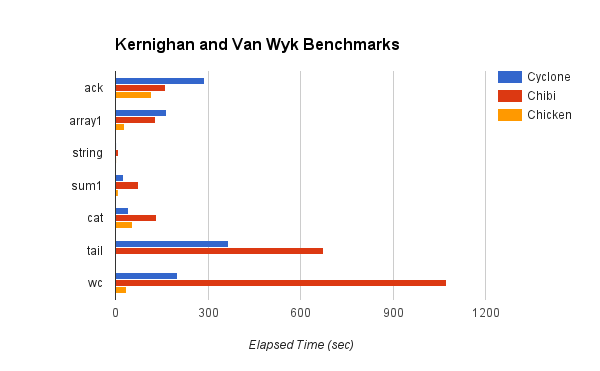 Kernighan and Van Wyk Benchmarks
Cyclone
Chibi
Chicken
ack
array1
string
sum1
cat
tail
wc
0 300 600 900 1200
Elapsed Time (sec)